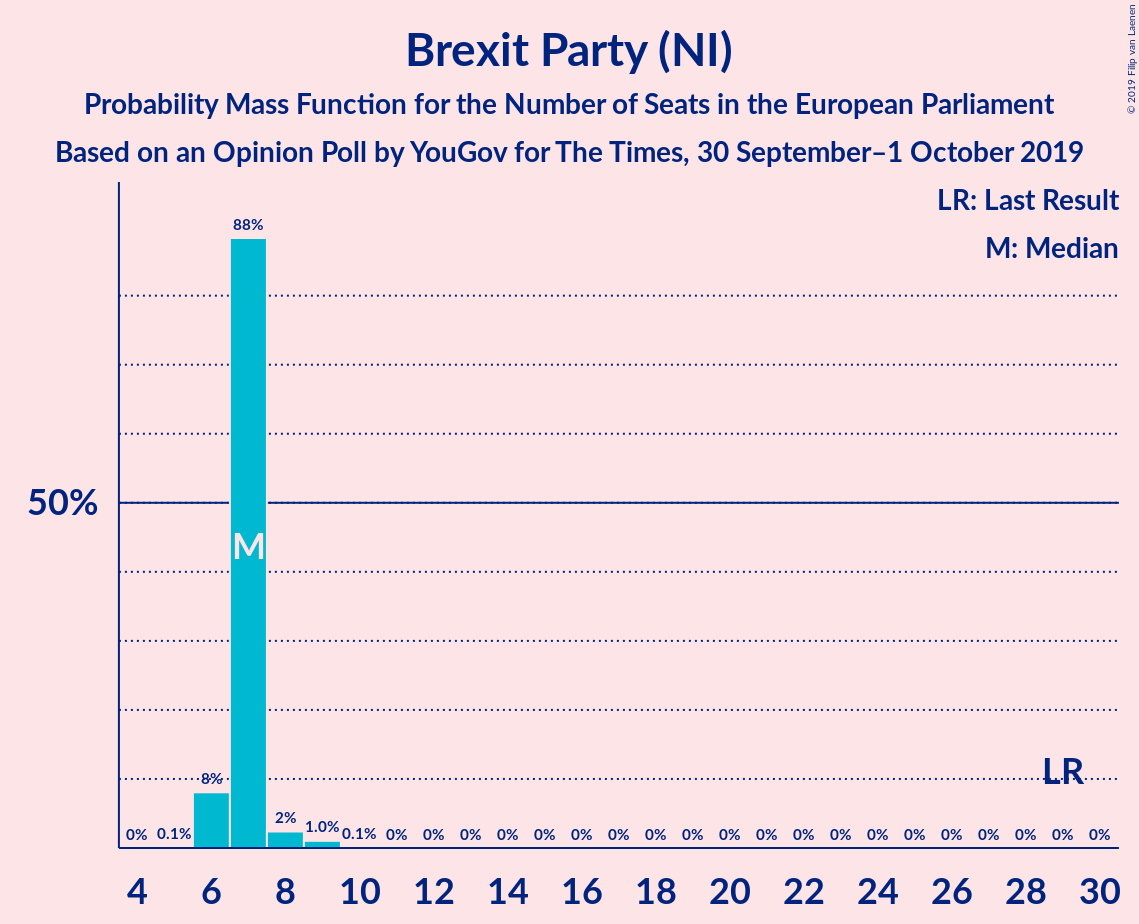 © 2019 Filip van Laenen
Brexit Party (NI)
Probability Mass Function for the Number of Seats in the European Parliament
Based on an Opinion Poll by YouGov for The Times, 30 September–1 October 2019
LR: Last Result
M: Median
88%
50%
M
LR
8%
2%
1.0%
0% 0.1% 0.1% 0% 0% 0% 0% 0% 0% 0% 0% 0% 0% 0% 0% 0% 0% 0% 0% 0% 0% 0% 0%
4 6 8 10 12 14 16 18 20 22 24 26 28 30